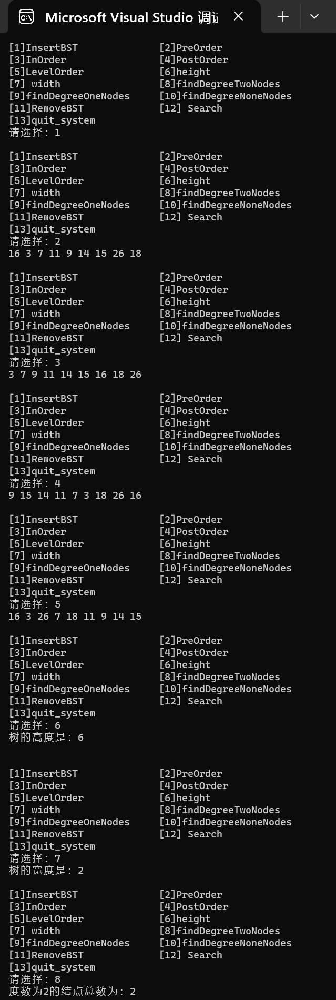 Microsoft Visual Studio 调试
[1]InsertBST [2]PreOrder
[3]InOrder [4]PostOrder
[5]LevelOrder [6]height
[7] width [8]findDegreeTwoNodes
[9]findDegreeOneNodes [10]findDegreeNoneNodes
[11]RemoveBST [12] Search
[13]quit_system
请选择: 1
[1]InsertBST [2]PreOrder
[3]InOrder [4]PostOrder
[5]LevelOrder [6]height
[7] width [8]findDegreeTwoNodes
[9]findDegreeOneNodes [10]findDegreeNoneNodes
[11]RemoveBST [12] Search
[13]quit_system
请选择: 2
16 3 7 11 9 14 15 26 18
[1]InsertBST [2]PreOrder
[3]InOrder [4]PostOrder
[5]LevelOrder [6]height
[7] width [8]findDegreeTwoNodes
[9]findDegreeOneNodes [10]findDegreeNoneNodes
[11]RemoveBST [12] Search
[13]quit_system
请选择: 3
3 7 9 11 14 15 16 18 26
[1]InsertBST [2]PreOrder
[3]InOrder [4]PostOrder
[5]LevelOrder [6]height
[7] width [8]findDegreeTwoNodes
[9]findDegreeOneNodes [10]findDegreeNoneNodes
[11]RemoveBST [12] Search
[13]quit_system
请选择: 4
9 15 14 11 7 3 18 26 16
[1]InsertBST [2]PreOrder
[3]InOrder [4]PostOrder
[5]LevelOrder [6]height
[7] width [8]findDegreeTwoNodes
[9]findDegreeOneNodes [10]findDegreeNoneNodes
[11]RemoveBST [12] Search
[13]quit_system
请选择: 5
16 3 26 7 18 11 9 14 15
[1]InsertBST [2]PreOrder
[3]InOrder [4]PostOrder
[5]LevelOrder [6]height
[7] width [8]findDegreeTwoNodes
[9]findDegreeOneNodes [10]findDegreeNoneNodes
[11]RemoveBST [12] Search
[13]quit_system
请选择: 6
树的高度是: 6
[1]InsertBST [2]PreOrder
[3]InOrder [4]PostOrder
[5]LevelOrder [6]height
[7] width [8]findDegreeTwoNodes
[9]findDegreeOneNodes [10]findDegreeNoneNodes
[11]RemoveBST [12] Search
[13]quit_system
请选择: 7
树的宽度是: 2
[1]InsertBST [2]PreOrder
[3]InOrder [4]PostOrder
[5]LevelOrder [6]height
[7] width [8]findDegreeTwoNodes
[9]findDegreeOneNodes [10]findDegreeNoneNodes
[11]RemoveBST [12] Search
[13]quit_system
请选择: 8
度数为2的结点总数为: 2